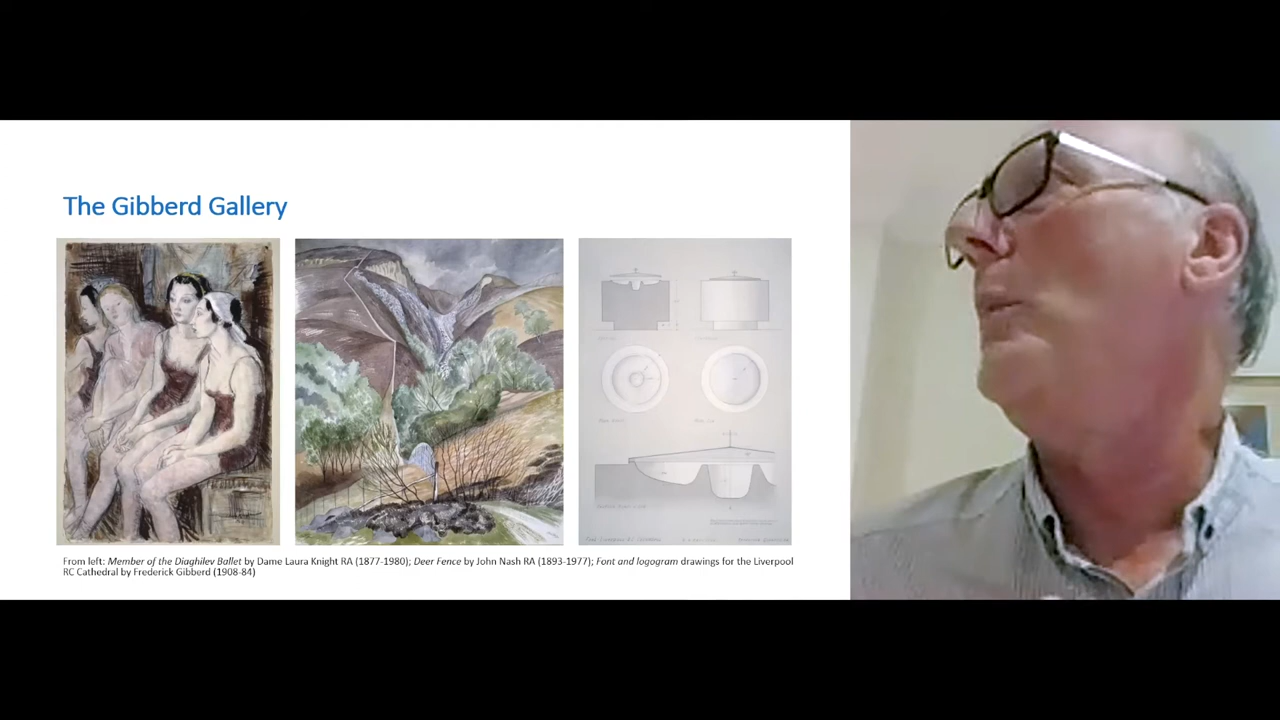 The Gibberd Gallery
From left: Member of the Diaghilev Ballet by Dame Laura Knight RA (1877-1980); Deer Fence by John Nash RA (1893-1977); Font and logogram drawings for the Liverpool
RC Cathedral by Frederick Gibberd (1908-84)